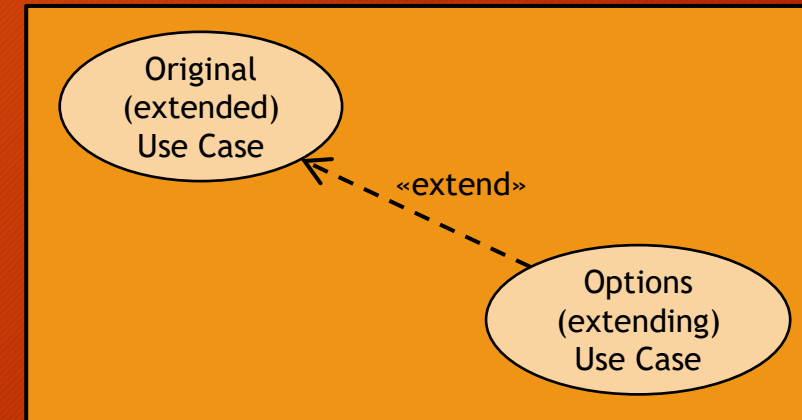 Original
(extended)
Use Case
«extend»
Options
(extending)
Use Case